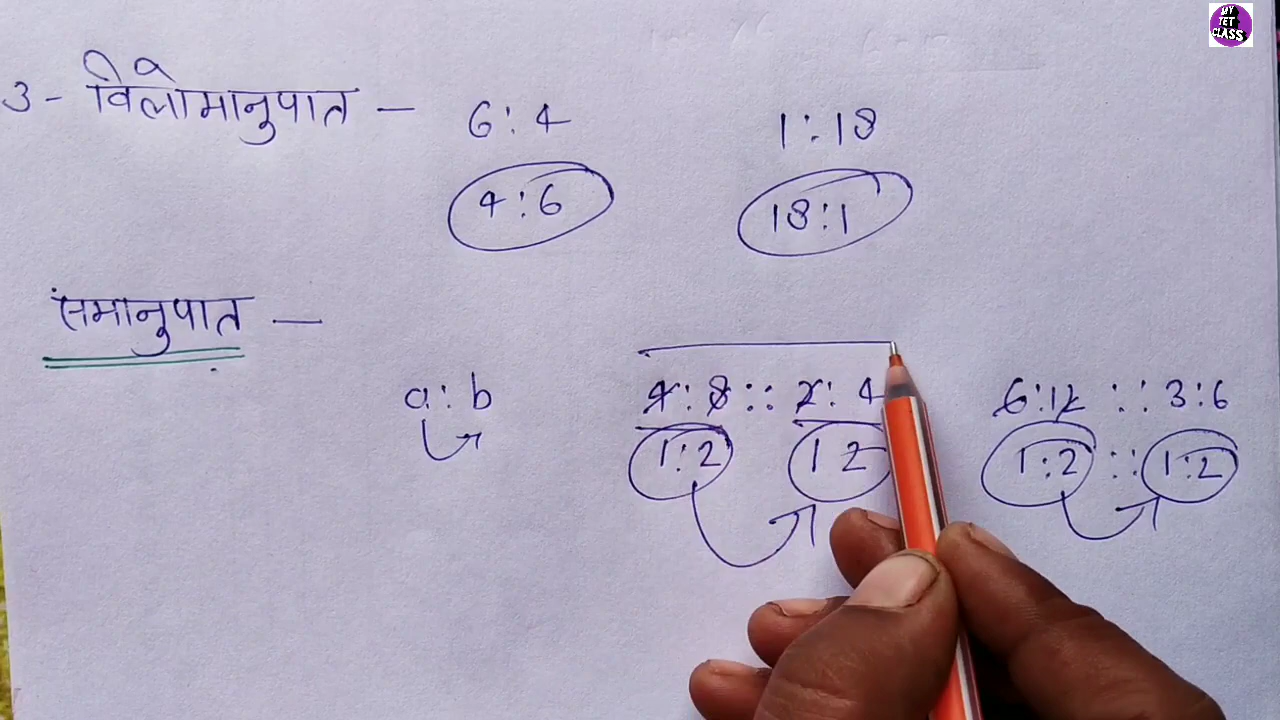 MY TET CLASS
3 - विलोमानुपात – 6 : 4 1 : 18
4 : 6 18 : 1
संमानुपात —
a : b 4 : 8 :: 2 : 4 6 : 12 :: 3 : 6
1 : 2 1 2 1 : 2 :: 1 : 2